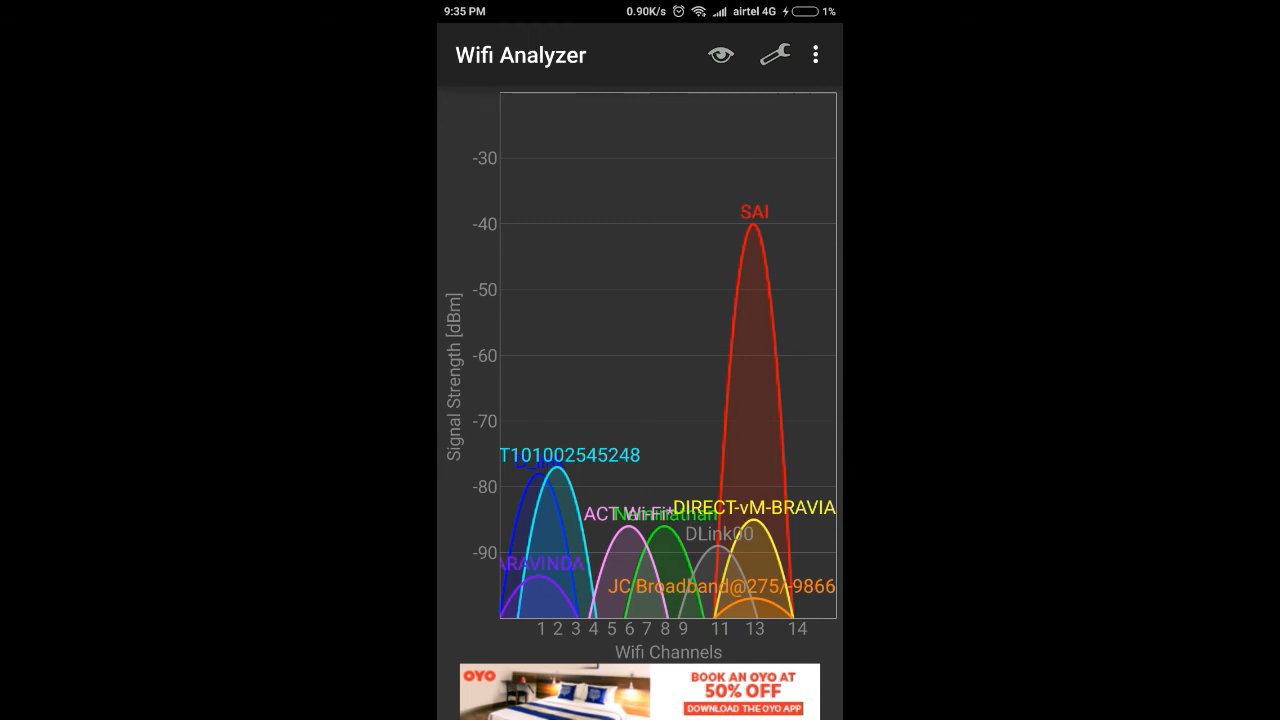 9:35 PM 0.90K/s airtel 4G 1%
Wifi Analyzer
-30
SAI
-40
-50
Signal Strength [dBm]
-60
-70
T101002545248
-80
DIRECT-vM-BRAVIA
ACT Wi-Fi*
DLink00
-90
ARAVINDA
JC Broadband@275/-9866
1 2 3 4 5 6 7 8 9 11 13 14
Wifi Channels
OYO
BOOK AN OYO AT
50% OFF
DOWNLOAD THE OYO APP